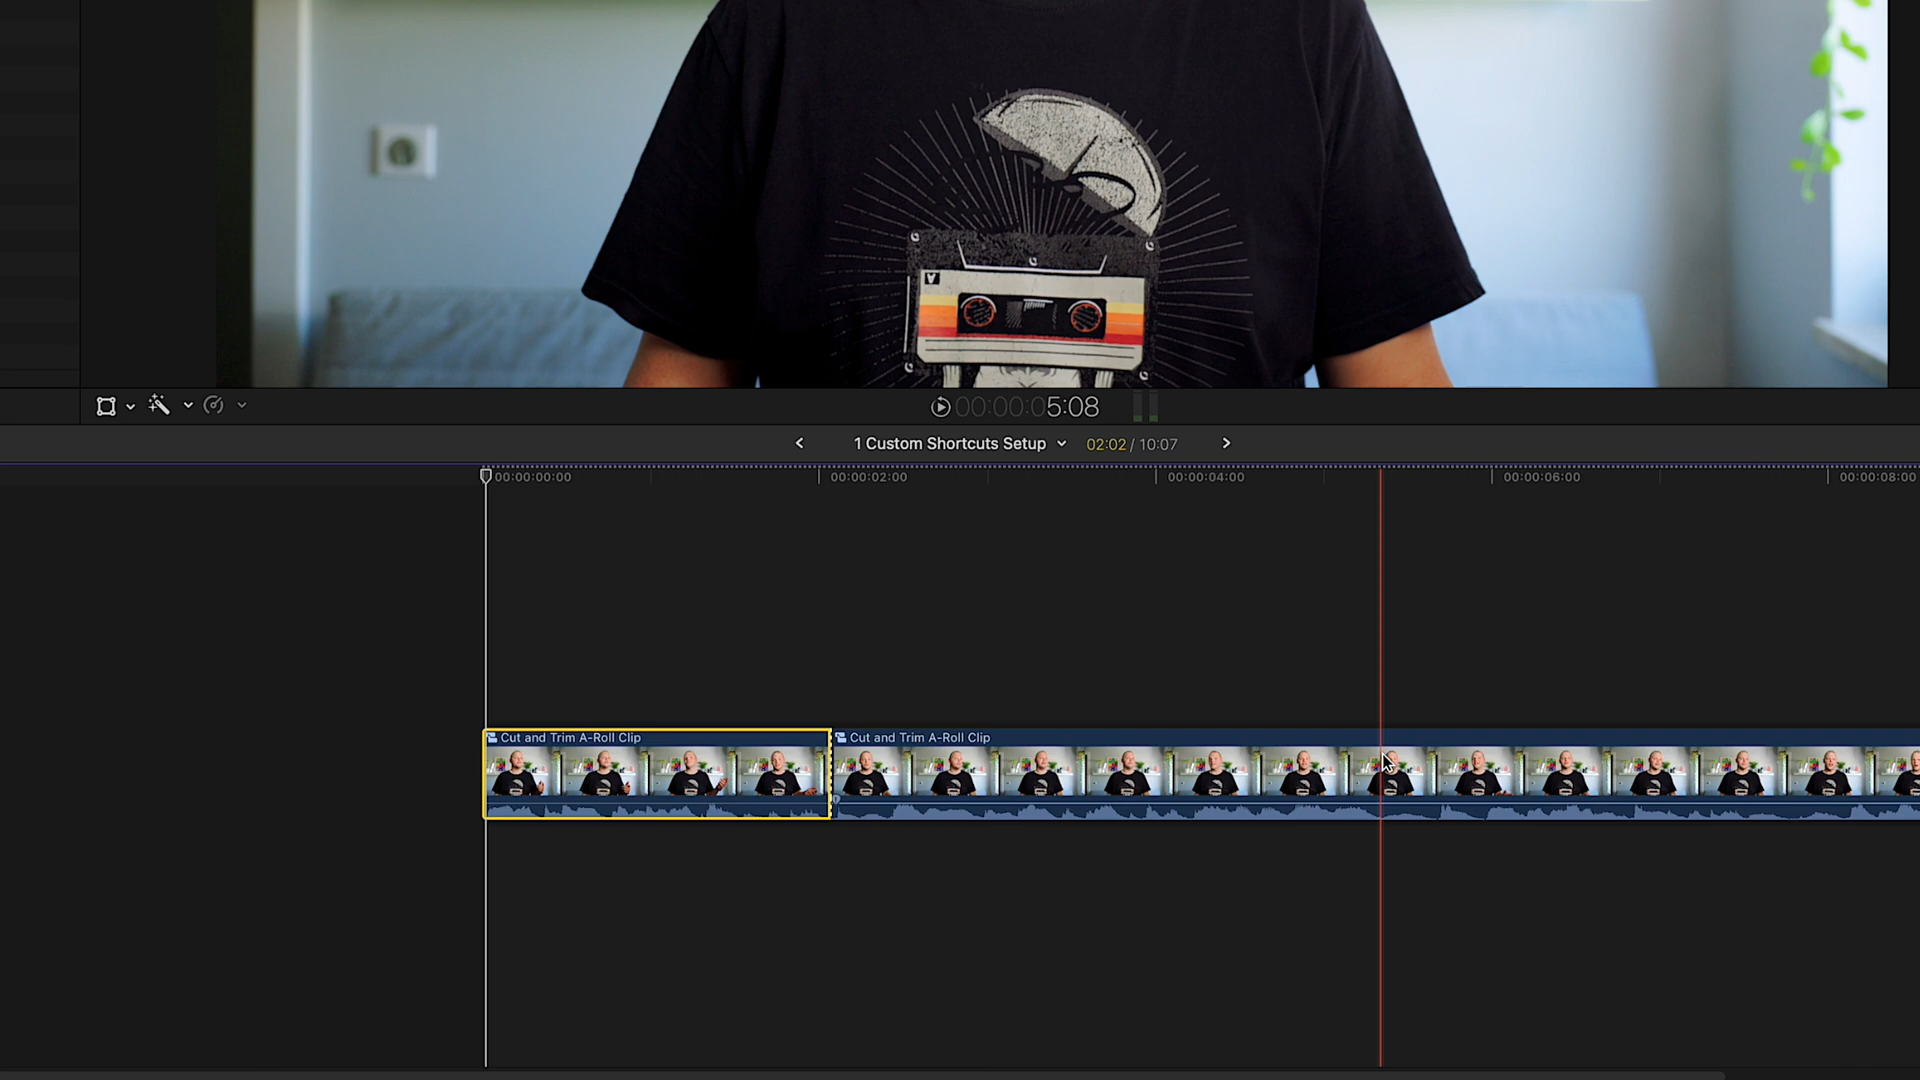 00:00:05:08
1 Custom Shortcuts Setup
02:02 / 10:07
00:00:00:00
00:00:02:00
00:00:04:00
00:00:06:00
00:00:08:00
Cut and Trim A-Roll Clip
Cut and Trim A-Roll Clip